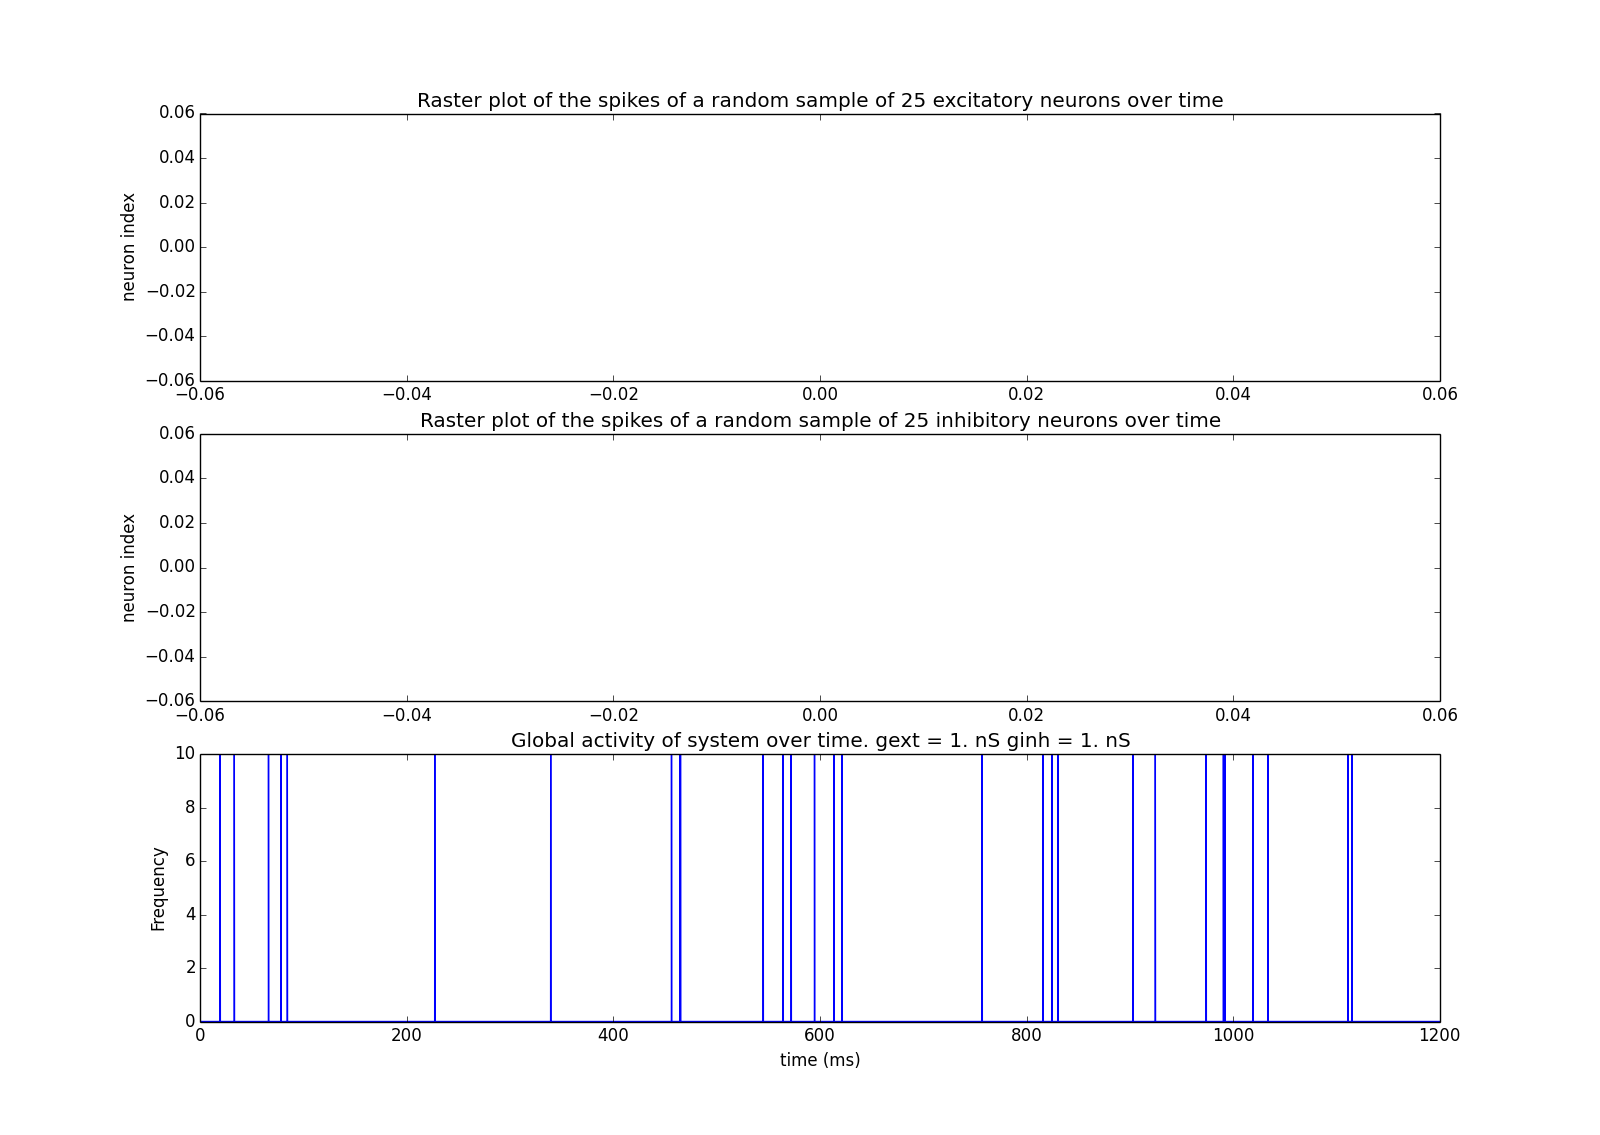 Raster plot of the spikes of a random sample of 25 excitatory neurons over time
0.06
0.04
0.02
0.00
−0.02
−0.04
−0.06
neuron index
−0.06 −0.04 −0.02 0.00 0.02 0.04 0.06
Raster plot of the spikes of a random sample of 25 inhibitory neurons over time
0.06
0.04
0.02
0.00
−0.02
−0.04
−0.06
neuron index
−0.06 −0.04 −0.02 0.00 0.02 0.04 0.06
Global activity of system over time. gext = 1. nS ginh = 1. nS
10
8
6
4
2
0
Frequency
0 200 400 600 800 1000 1200
time (ms)